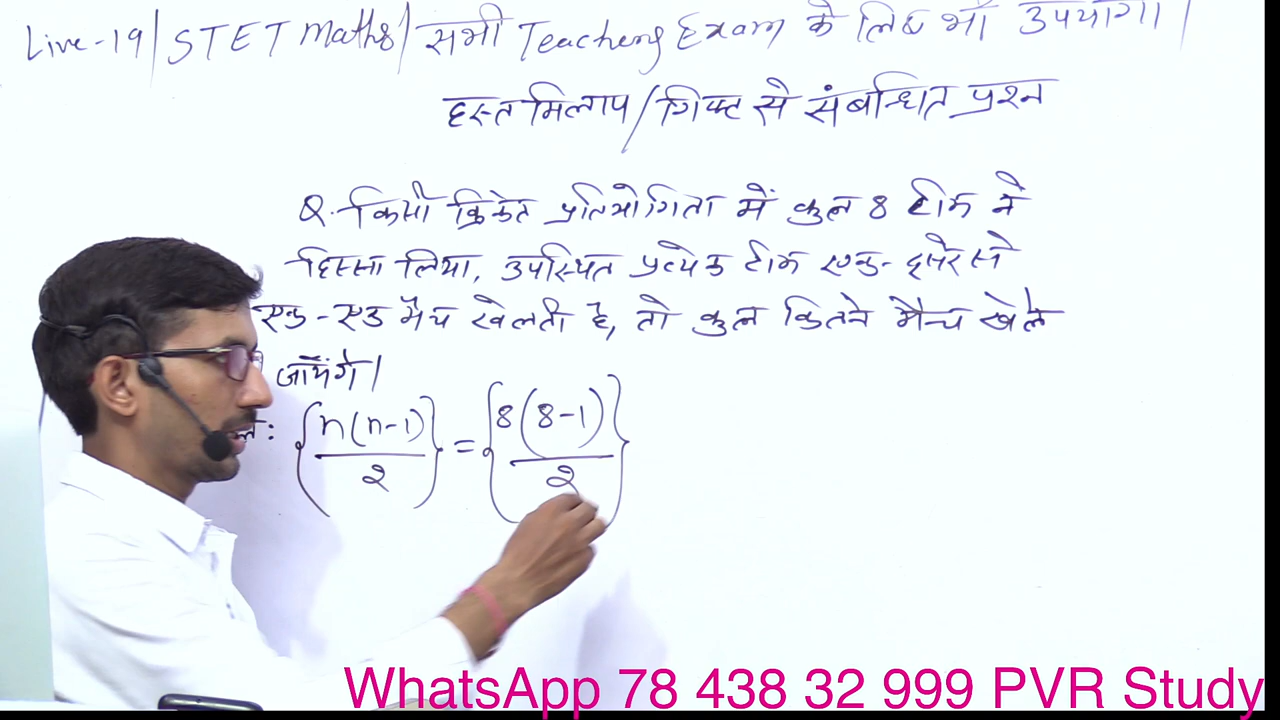 Live-19/STET Maths/सभी Teaching Exam के लिए भी उपयोगी।
हस्त मिलाप/गिफ्ट से संबन्धित प्रश्न
Q. किसी क्रिकेट प्रतियोगिता में कुल 8 टीम ने
हिस्सा लिया, उपस्थित प्रत्येक टीम एक-दूसरे से
एक-एक मैच खेलती है, तो कुल कितने मैच खेले
जायेंगे।
{n(n-1)/2} = {8(8-1)/2}
WhatsApp 78 438 32 999 PVR Study